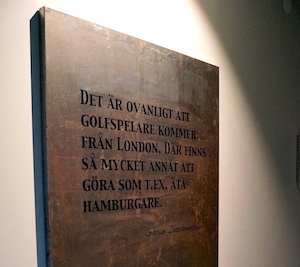 DET ÄR OVANLIGT ATT
GOLFSPELARE KOMMER
FRÅN LONDON. DÄR FINNS
SÅ MYCKET ANNAT ATT
GÖRA SOM T.EX. ÄTA
HAMBURGARE.